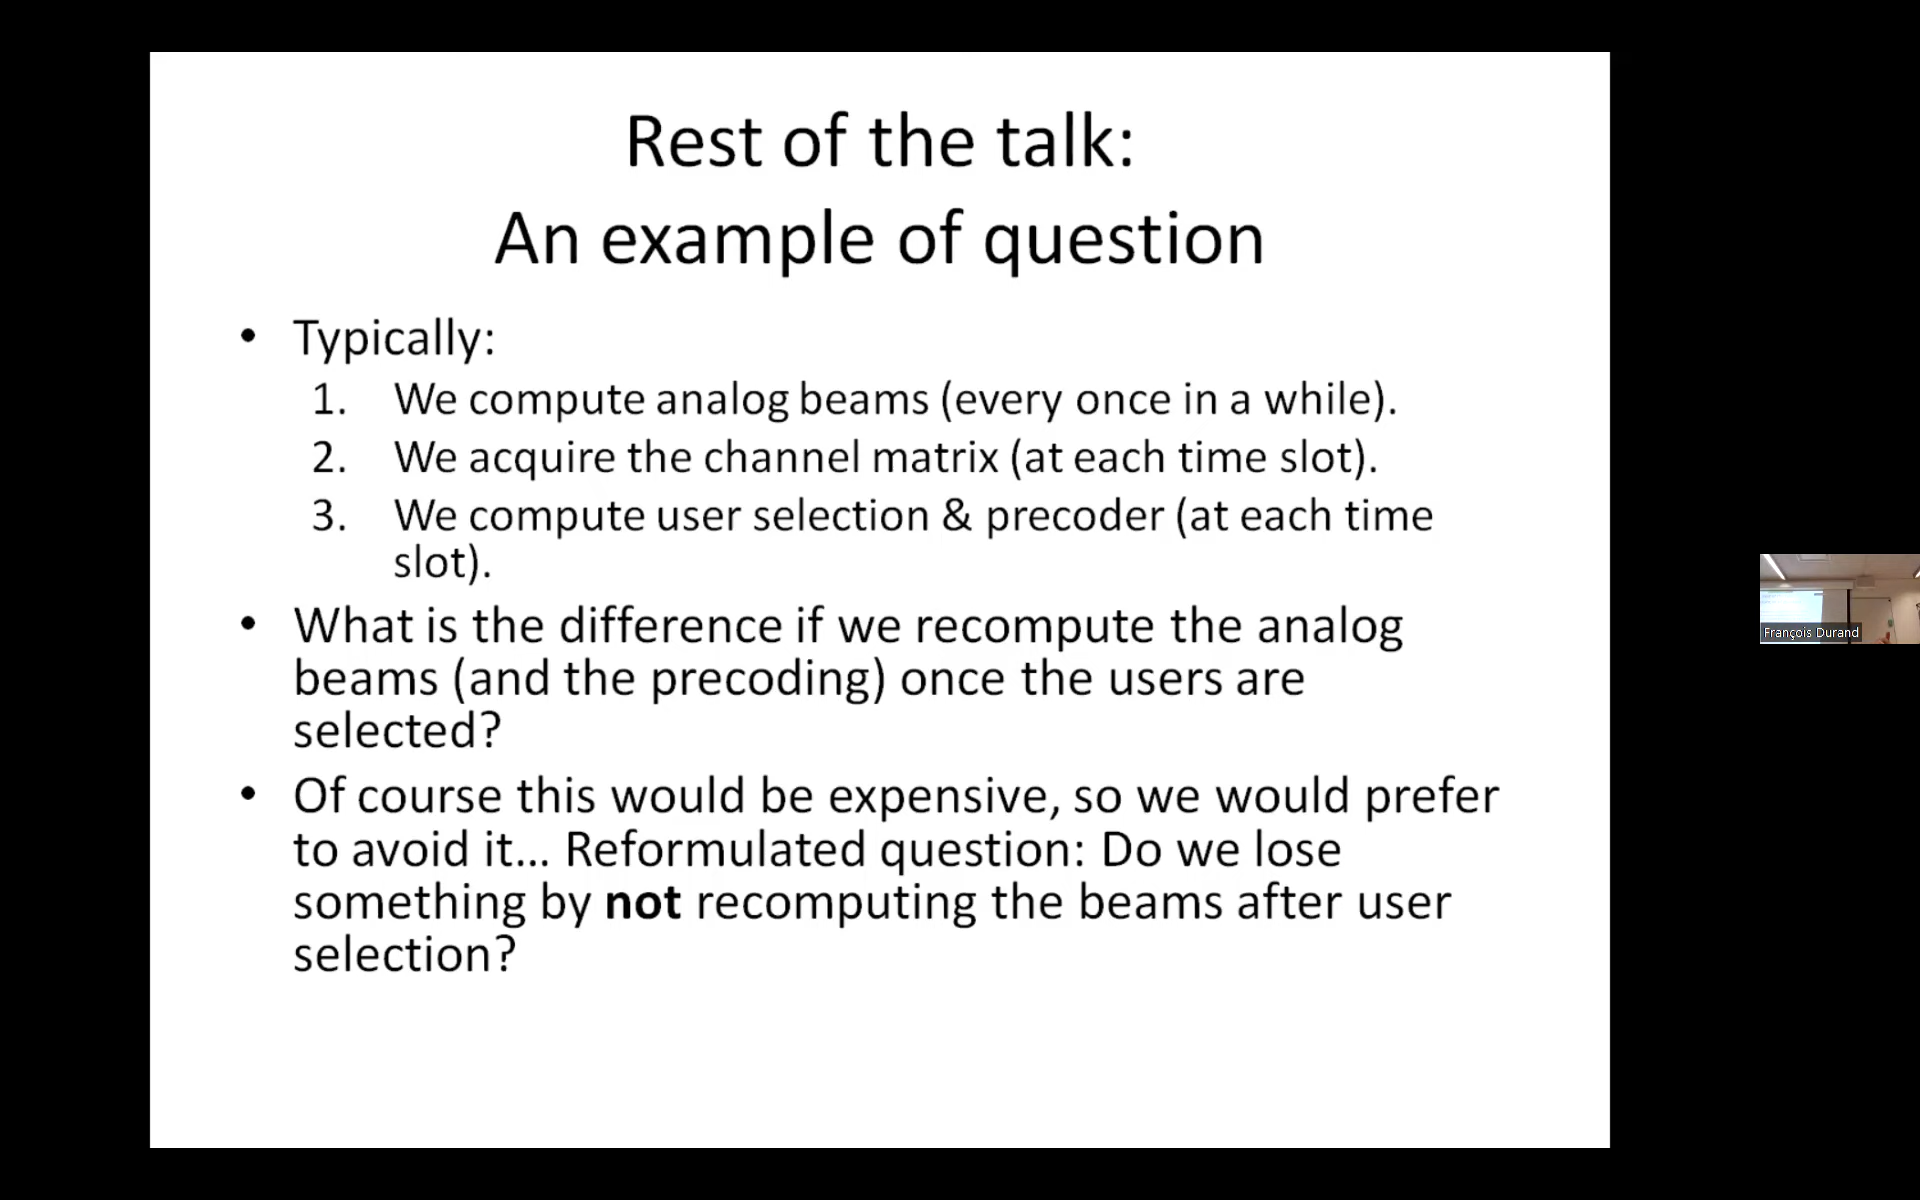 Rest of the talk:
An example of question
• Typically:
1. We compute analog beams (every once in a while).
2. We acquire the channel matrix (at each time slot).
3. We compute user selection & precoder (at each time
slot).
• What is the difference if we recompute the analog
beams (and the precoding) once the users are
selected?
• Of course this would be expensive, so we would prefer
to avoid it... Reformulated question: Do we lose
something by not recomputing the beams after user
selection?
François Durand